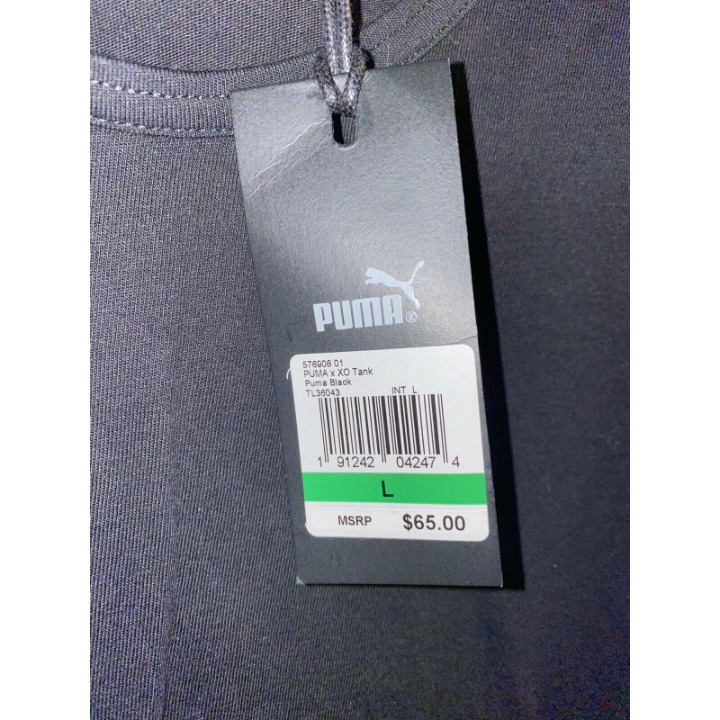 PUMA®
576906 01
PUMA x XO Tank
Puma Black
TL36043 INT L
1 91242 04247 4
L
MSRP $65.00